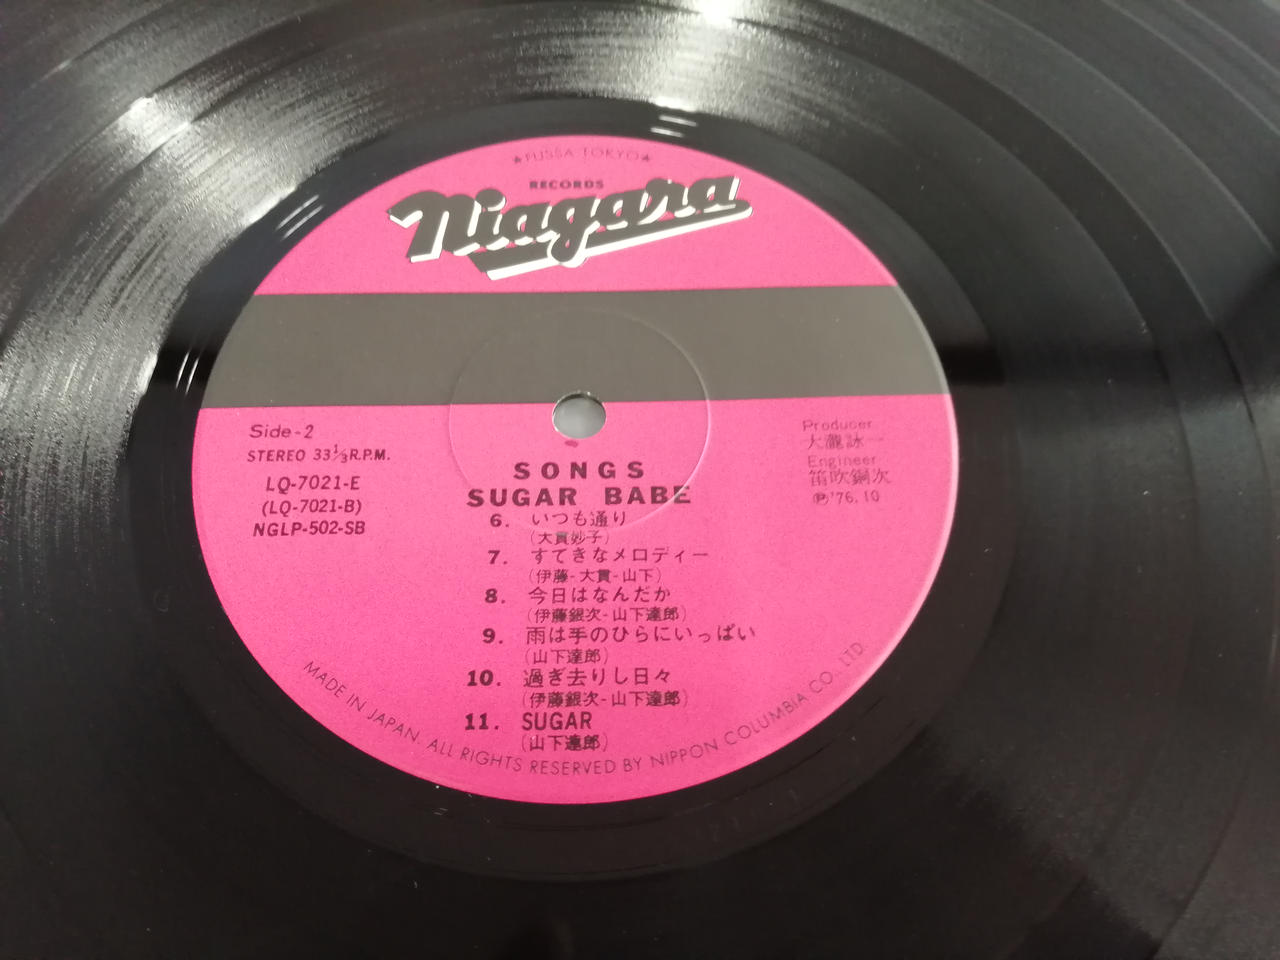 ★FUSSA TOKYO★
RECORDS
Niagara
Side-2
STEREO 33⅓R.P.M.
LQ-7021-E
(LQ-7021-B)
NGLP-502-SB
Producer
大瀧詠一
Engineer
笛吹銅次
Ⓟ'76.10
SONGS
SUGAR BABE
6. いつも通り
(大貫妙子)
7. すてきなメロディー
(伊藤-大貫-山下)
8. 今日はなんだか
(伊藤銀次-山下達郎)
9. 雨は手のひらにいっぱい
(山下達郎)
10. 過ぎ去りし日々
(伊藤銀次-山下達郎)
11. SUGAR
(山下達郎)
MADE IN JAPAN. ALL RIGHTS RESERVED BY NIPPON COLUMBIA CO., LTD.